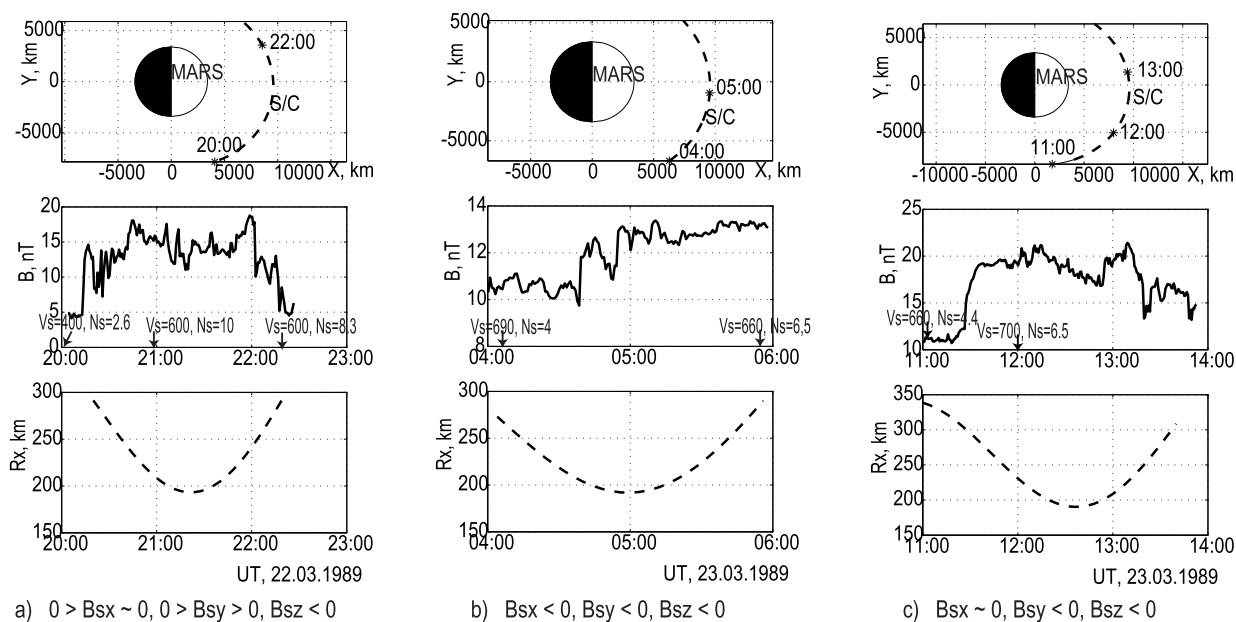 5000
0
-5000
Y, km
MARS
22:00
S/C
20:00
-5000 0 5000 10000 X, km
5000
0
-5000
Y, km
MARS
05:00
S/C
04:00
-5000 0 5000 10000 X, km
5000
0
-5000
Y, km
MARS
13:00
S/C
12:00
11:00
-10000 -5000 0 5000 10000 X, km
20
15
10
5
0
B, nT
Vs=400, Ns=2.6 Vs=600, Ns=10 Vs=600, Ns=8.3
20:00 21:00 22:00 23:00
14
12
10
8
B, nT
Vs=690, Ns=4 Vs=660, Ns=6,5
04:00 05:00 06:00
25
20
15
10
B, nT
Vs=660, Ns=4,4
Vs=700, Ns=6.5
11:00 12:00 13:00 14:00
300
250
200
150
Rx, km
20:00 21:00 22:00 23:00
UT, 22.03.1989
300
250
200
150
Rx, km
04:00 05:00 06:00
UT, 23.03.1989
350
300
250
200
150
Rx, km
11:00 12:00 13:00 14:00
UT, 23.03.1989
a) 0 > Bsx ~ 0, 0 > Bsy > 0, Bsz < 0
b) Bsx < 0, Bsy < 0, Bsz < 0
c) Bsx ~ 0, Bsy < 0, Bsz < 0